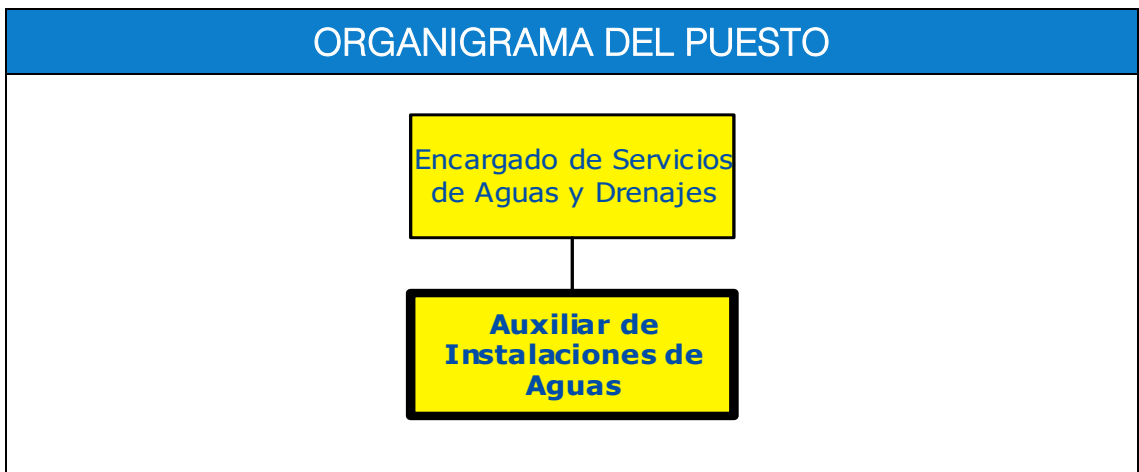 ORGANIGRAMA DEL PUESTO
Encargado de Servicios
de Aguas y Drenajes
Auxiliar de
Instalaciones de
Aguas